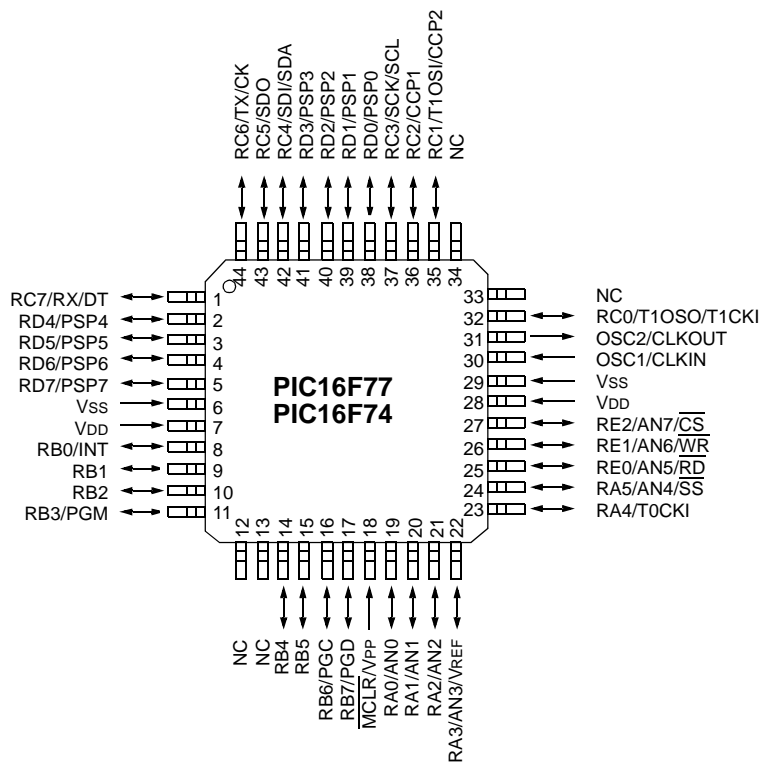 RC6/TX/CK
RC5/SDO
RC4/SDI/SDA
RD3/PSP3
RD2/PSP2
RD1/PSP1
RD0/PSP0
RC3/SCK/SCL
RC2/CCP1
RC1/T1OSI/CCP2
NC
44
43
42
41
40
39
38
37
36
35
34
RC7/RX/DT 1
RD4/PSP4 2
RD5/PSP5 3
RD6/PSP6 4
RD7/PSP7 5
VSS 6
VDD 7
RB0/INT 8
RB1 9
RB2 10
RB3/PGM 11
PIC16F77
PIC16F74
33 NC
32 RC0/T1OSO/T1CKI
31 OSC2/CLKOUT
30 OSC1/CLKIN
29 VSS
28 VDD
27 RE2/AN7/C̅S̅
26 RE1/AN6/W̅R̅
25 RE0/AN5/R̅D̅
24 RA5/AN4/S̅S̅
23 RA4/T0CKI
12
13
14
15
16
17
18
19
20
21
22
NC
NC
RB4
RB5
RB6/PGC
RB7/PGD
M̅C̅L̅R̅/VPP
RA0/AN0
RA1/AN1
RA2/AN2
RA3/AN3/VREF